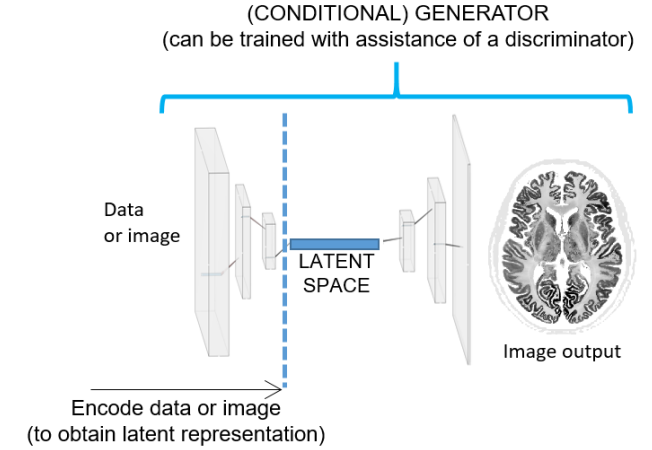 (CONDITIONAL) GENERATOR
(can be trained with assistance of a discriminator)
Data
or image
LATENT
SPACE
Image output
Encode data or image
(to obtain latent representation)